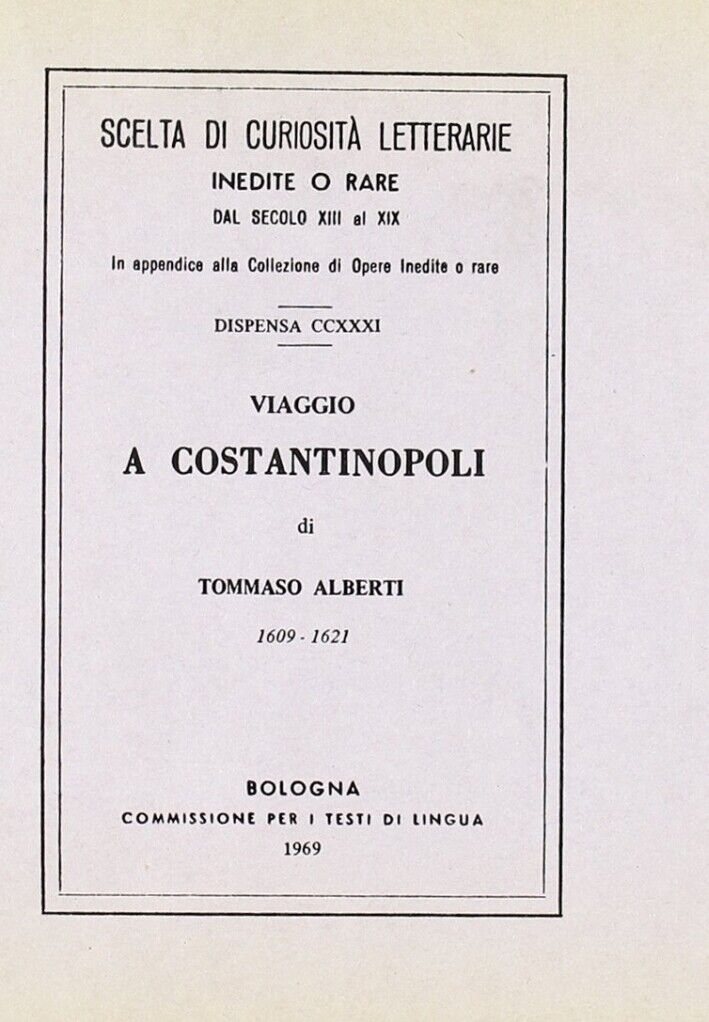 SCELTA DI CURIOSITÀ LETTERARIE
INEDITE O RARE
DAL SECOLO XIII al XIX
In appendice alla Collezione di Opere Inedite o rare
DISPENSA CCXXXI
VIAGGIO
A COSTANTINOPOLI
di
TOMMASO ALBERTI
1609 - 1621
BOLOGNA
COMMISSIONE PER I TESTI DI LINGUA
1969